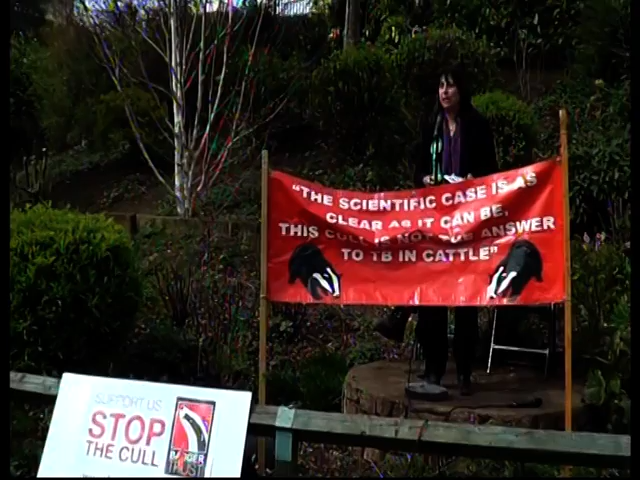 "THE SCIENTIFIC CASE IS AS
CLEAR AS IT CAN BE,
THIS CULL IS NOT THE ANSWER
TO TB IN CATTLE"
SUPPORT US
STOP
THE CULL
BADGER
TRUST